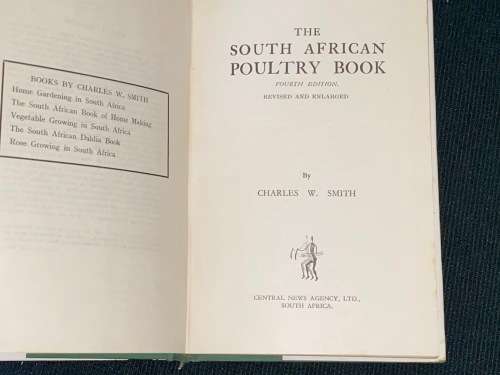 BOOKS BY CHARLES W. SMITH
Home Gardening in South Africa
The South African Book of Home Making
Vegetable Growing in South Africa
The South African Dahlia Book
Rose Growing in South Africa
THE
SOUTH AFRICAN
POULTRY BOOK
FOURTH EDITION,
REVISED AND ENLARGED
By
CHARLES W. SMITH
CENTRAL NEWS AGENCY, LTD.,
SOUTH AFRICA.